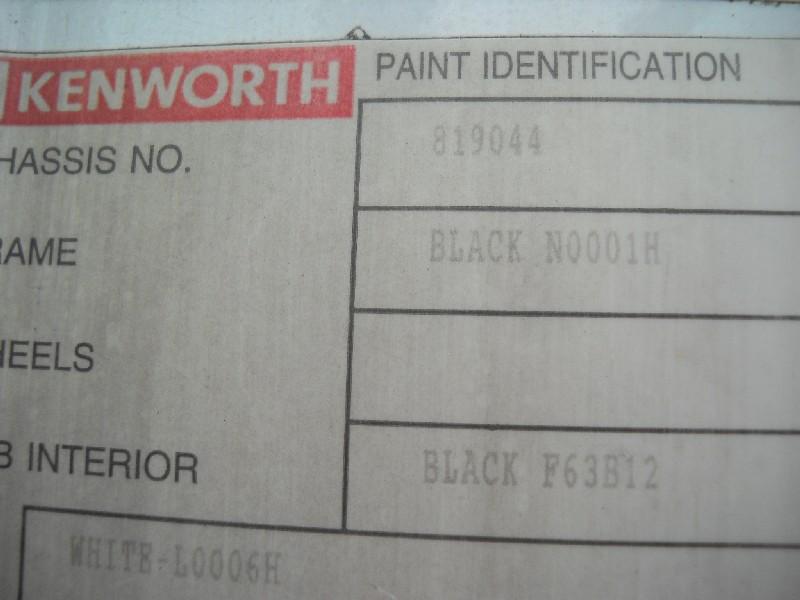 KENWORTH PAINT IDENTIFICATION
HASSIS NO. 819044
RAME BLACK N0001H
HEELS
B INTERIOR BLACK F63B12
WHITE-L0006H